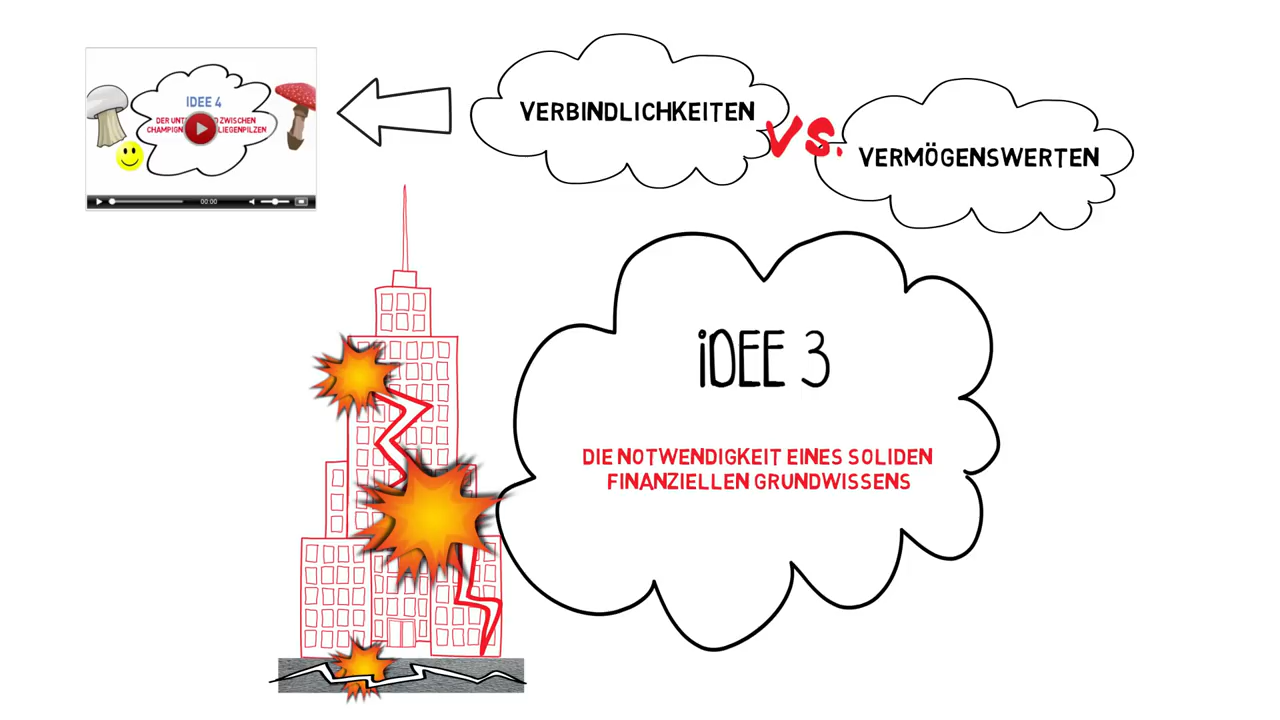 IDEE 4
DER UNT ZWISCHEN
CHAMPIGN LIEGENPILZEN
00:00
VERBINDLICHKEITEN
VS.
VERMÖGENSWERTEN
iDEE 3
DIE NOTWENDIGKEIT EINES SOLIDEN
FINANZIELLEN GRUNDWISSENS